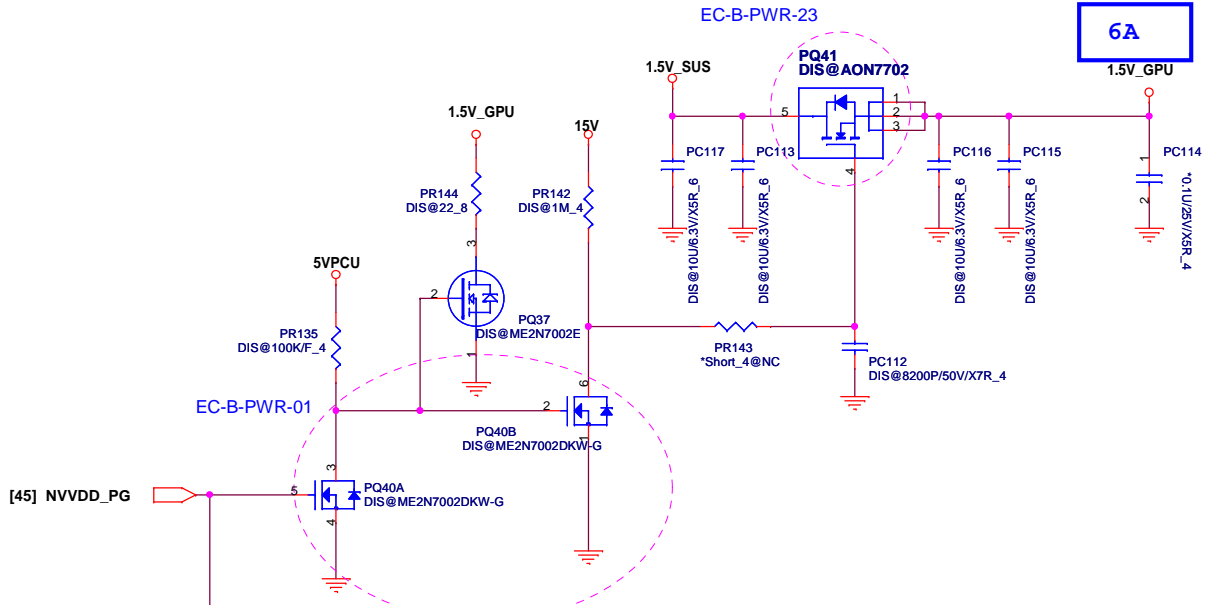 EC-B-PWR-23
6A
PQ41
DIS@AON7702
1.5V_SUS
1.5V_GPU
5
1
2
3
4
PC117
DIS@10U/6.3V/X5R_6
PC113
DIS@10U/6.3V/X5R_6
PC116
DIS@10U/6.3V/X5R_6
PC115
DIS@10U/6.3V/X5R_6
PC114
1
2
*0.1U/25V/X5R_4
1.5V_GPU
15V
PR144
DIS@22_8
PR142
DIS@1M_4
3
2
1
PQ37
DIS@ME2N7002E
5VPCU
PR135
DIS@100K/F_4
PR143
*Short_4@NC
PC112
DIS@8200P/50V/X7R_4
EC-B-PWR-01
6
2
1
PQ40B
DIS@ME2N7002DKW-G
3
5
4
PQ40A
DIS@ME2N7002DKW-G
[45] NVVDD_PG